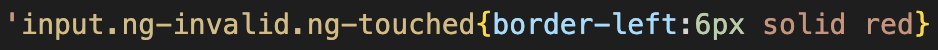 'input.ng-invalid.ng-touched{border-left:6px solid red}